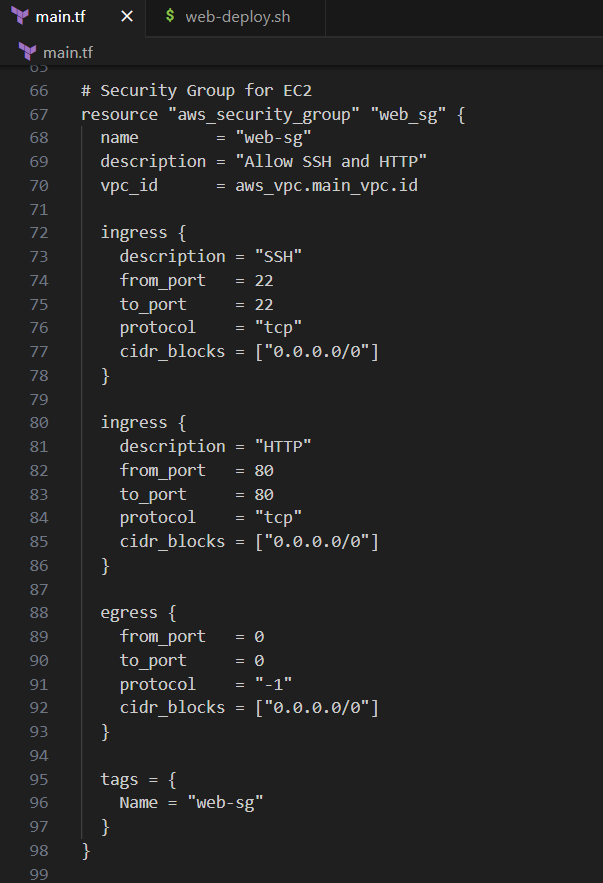 main.tf
$ web-deploy.sh
main.tf
65
66 # Security Group for EC2
67 resource "aws_security_group" "web_sg" {
68   name        = "web-sg"
69   description = "Allow SSH and HTTP"
70   vpc_id      = aws_vpc.main_vpc.id
71
72   ingress {
73     description = "SSH"
74     from_port   = 22
75     to_port     = 22
76     protocol    = "tcp"
77     cidr_blocks = ["0.0.0.0/0"]
78   }
79
80   ingress {
81     description = "HTTP"
82     from_port   = 80
83     to_port     = 80
84     protocol    = "tcp"
85     cidr_blocks = ["0.0.0.0/0"]
86   }
87
88   egress {
89     from_port   = 0
90     to_port     = 0
91     protocol    = "-1"
92     cidr_blocks = ["0.0.0.0/0"]
93   }
94
95   tags = {
96     Name = "web-sg"
97   }
98 }
99